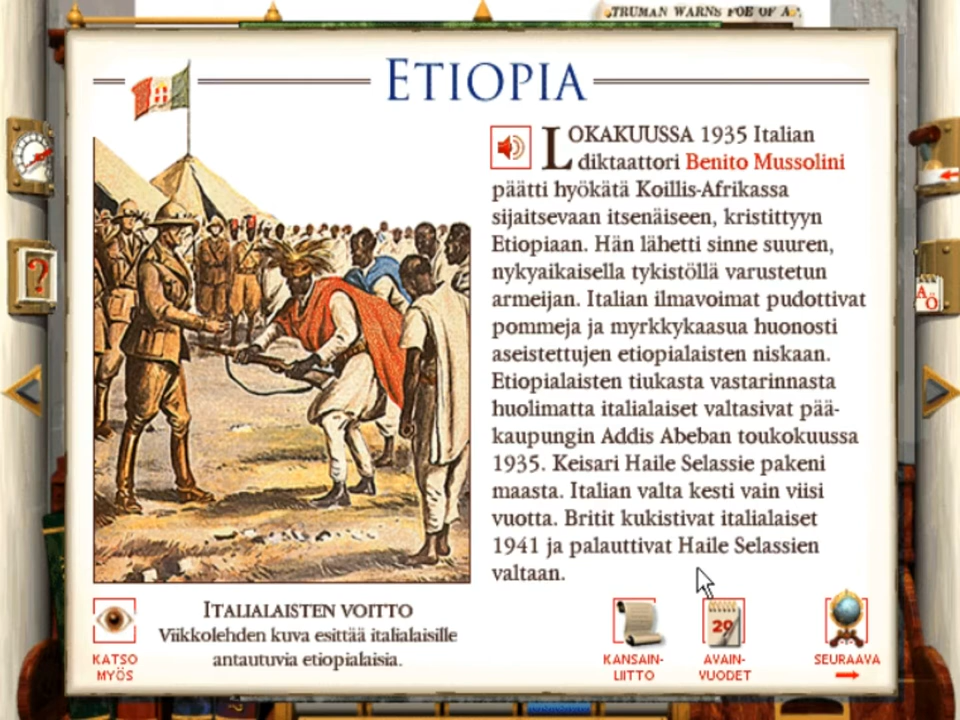 TRUMAN WARNS FOE OF A
ETIOPIA
LOKAKUUSSA 1935 Italian
diktaattori Benito Mussolini
päätti hyökätä Koillis-Afrikassa
sijaitsevaan itsenäiseen, kristittyyn
Etiopiaan. Hän lähetti sinne suuren,
nykyaikaisella tykistöllä varustetun
armeijan. Italian ilmavoimat pudottivat
pommeja ja myrkkykaasua huonosti
aseistettujen etiopialaisten niskaan.
Etiopialaisten tiukasta vastarinnasta
huolimatta italialaiset valtasivat pää-
kaupungin Addis Abeban toukokuussa
1935. Keisari Haile Selassie pakeni
maasta. Italian valta kesti vain viisi
vuotta. Britit kukistivat italialaiset
1941 ja palauttivat Haile Selassien
valtaan.
ITALIALAISTEN VOITTO
Viikkolehden kuva esittää italialaisille
antautuvia etiopialaisia.
KATSO
MYÖS
KANSAIN-
LIITTO
29
AVAIN-
VUODET
SEURAAVA
?
A
Ö